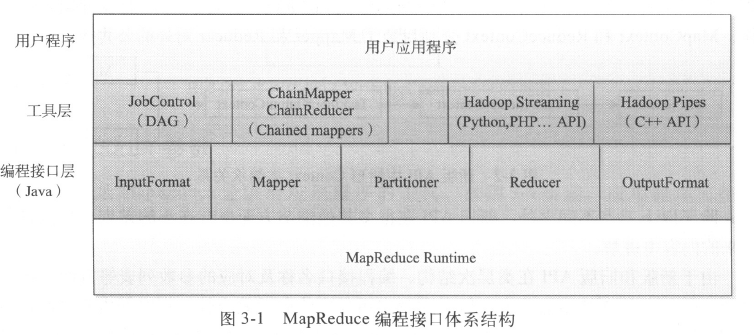 用户程序
用户应用程序
工具层
JobControl
（DAG）
ChainMapper
ChainReducer
(Chained mappers)
Hadoop Streaming
(Python,PHP… API)
Hadoop Pipes
（C++ API）
编程接口层
（Java）
InputFormat
Mapper
Partitioner
Reducer
OutputFormat
MapReduce Runtime
图 3-1 MapReduce 编程接口体系结构